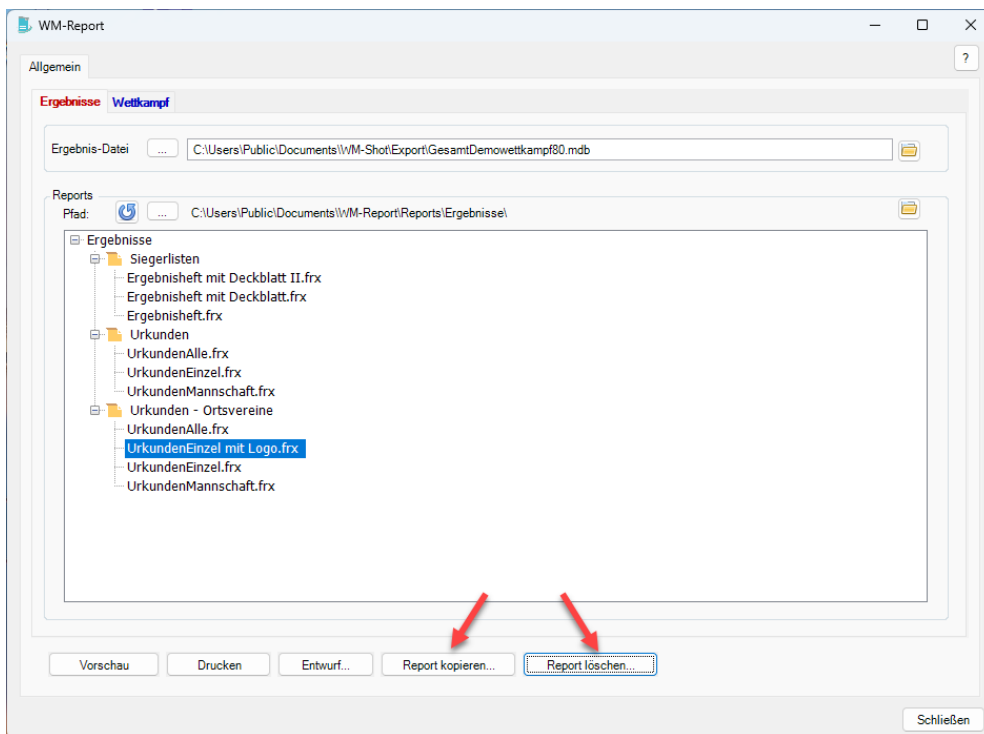 WM-Report
?
Allgemein
Ergebnisse Wettkampf
Ergebnis-Datei ... C:\Users\Public\Documents\WM-Shot\Export\GesamtDemowettkampf80.mdb
Reports
Pfad: ... C:\Users\Public\Documents\WM-Report\Reports\Ergebnisse\
Ergebnisse
Siegerlisten
Ergebnisheft mit Deckblatt II.frx
Ergebnisheft mit Deckblatt.frx
Ergebnisheft.frx
Urkunden
UrkundenAlle.frx
UrkundenEinzel.frx
UrkundenMannschaft.frx
Urkunden - Ortsvereine
UrkundenAlle.frx
UrkundenEinzel mit Logo.frx
UrkundenEinzel.frx
UrkundenMannschaft.frx
Vorschau Drucken Entwurf... Report kopieren... Report löschen...
Schließen